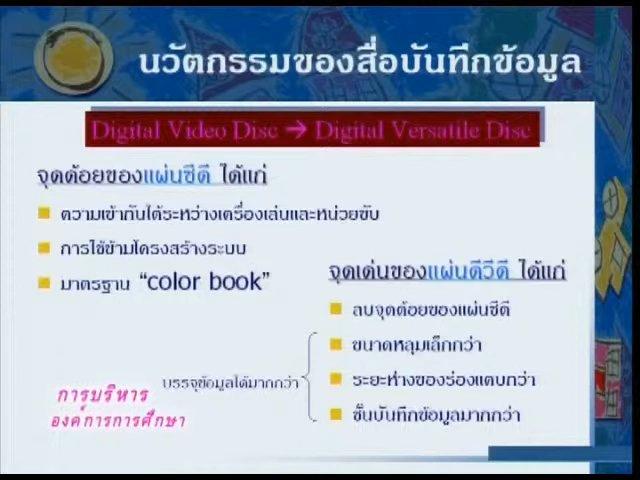 นวัตกรรมของสื่อบันทึกข้อมูล
Digital Video Disc → Digital Versatile Disc
จุดด้อยของแผ่นซีดี ได้แก่
ความเข้ากันได้ระหว่างเครื่องเล่นและหน่วยขับ
การใช้ข้ามโครงสร้างระบบ
มาตรฐาน “color book”
จุดเด่นของแผ่นดีวีดี ได้แก่
ลบจุดด้อยของแผ่นซีดี
ขนาดหลุมเล็กกว่า
บรรจุข้อมูลได้มากกว่า
ระยะห่างของร่องแคบกว่า
ชั้นบันทึกข้อมูลมากกว่า
การบริหาร
องค์การการศึกษา